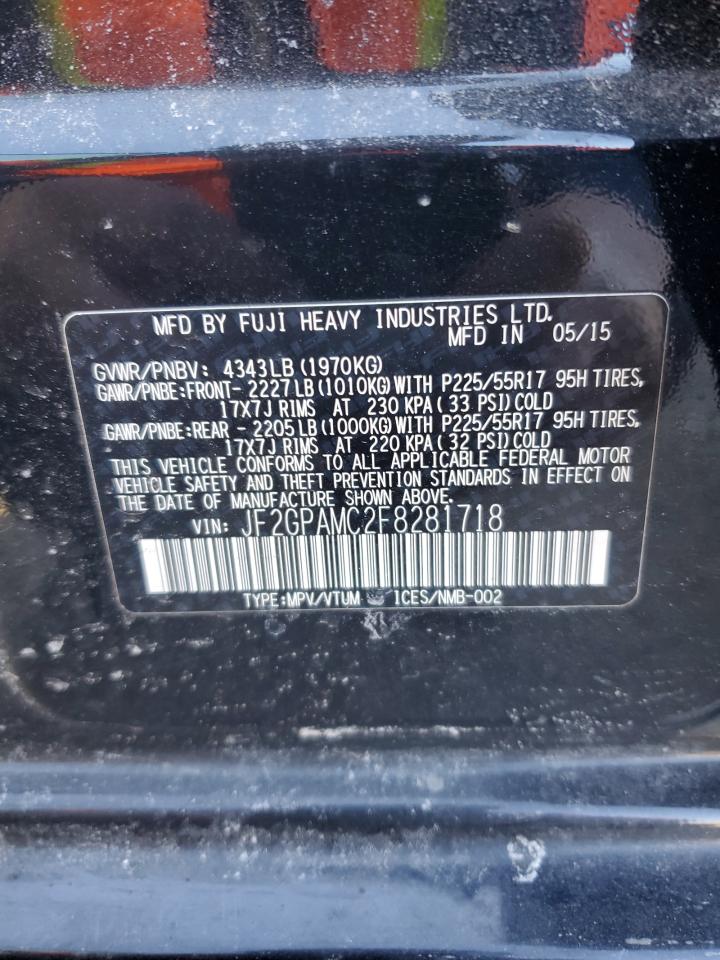 MFD BY FUJI HEAVY INDUSTRIES LTD.
MFD IN 05/15
GVWR/PNBV: 4343LB (1970KG)
GAWR/PNBE:FRONT- 2227LB (1010KG) WITH P225/55R17 95H TIRES,
17X7J RIMS AT 230 KPA (33 PSI) COLD
GAWR/PNBE:REAR - 2205LB (1000KG) WITH P225/55R17 95H TIRES,
17X7J RIMS AT 220 KPA (32 PSI) COLD
THIS VEHICLE CONFORMS TO ALL APPLICABLE FEDERAL MOTOR
VEHICLE SAFETY AND THEFT PREVENTION STANDARDS IN EFFECT ON
THE DATE OF MANUFACTURE SHOWN ABOVE.
VIN: JF2GPAMC2F8281718
TYPE:MPV/VTUM ICES/NMB-002